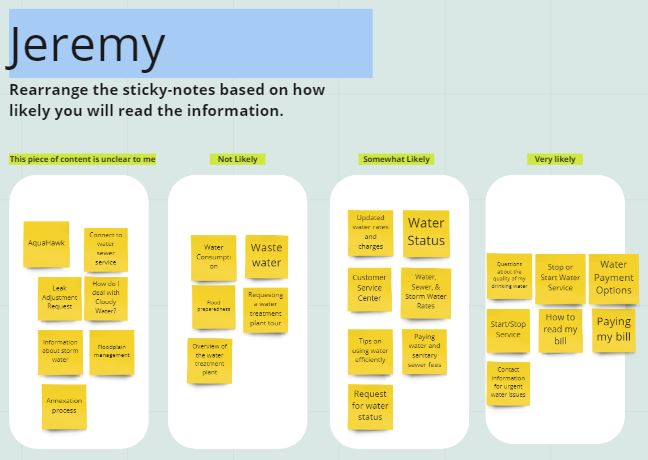 Jeremy
Rearrange the sticky-notes based on how
likely you will read the information.
This piece of content is unclear to me
Not Likely
Somewhat Likely
Very likely
AquaHawk
Connect to
water
sewer
service
Leak
Adjustment
Request
How do I
deal with
Cloudy
Water?
Information
about storm
water
Floodplain
management
Annexation
process
Water
Consumpti
on
Waste
water
Flood
preparedness
Requesting
a water
treatment
plant tour
Overview of
the water
treatment
plant
Updated
water rates
and
charges
Water
Status
Customer
Service
Center
Water,
Sewer, &
Storm Water
Rates
Tips on
using water
efficiently
Paying
water and
sanitary
sewer fees
Request
for water
status
Questions
about the
quality of my
drinking water
Stop or
Start Water
Service
Water
Payment
Options
Start/Stop
Service
How to
read my
bill
Paying
my bill
Contact
information
for urgent
water issues